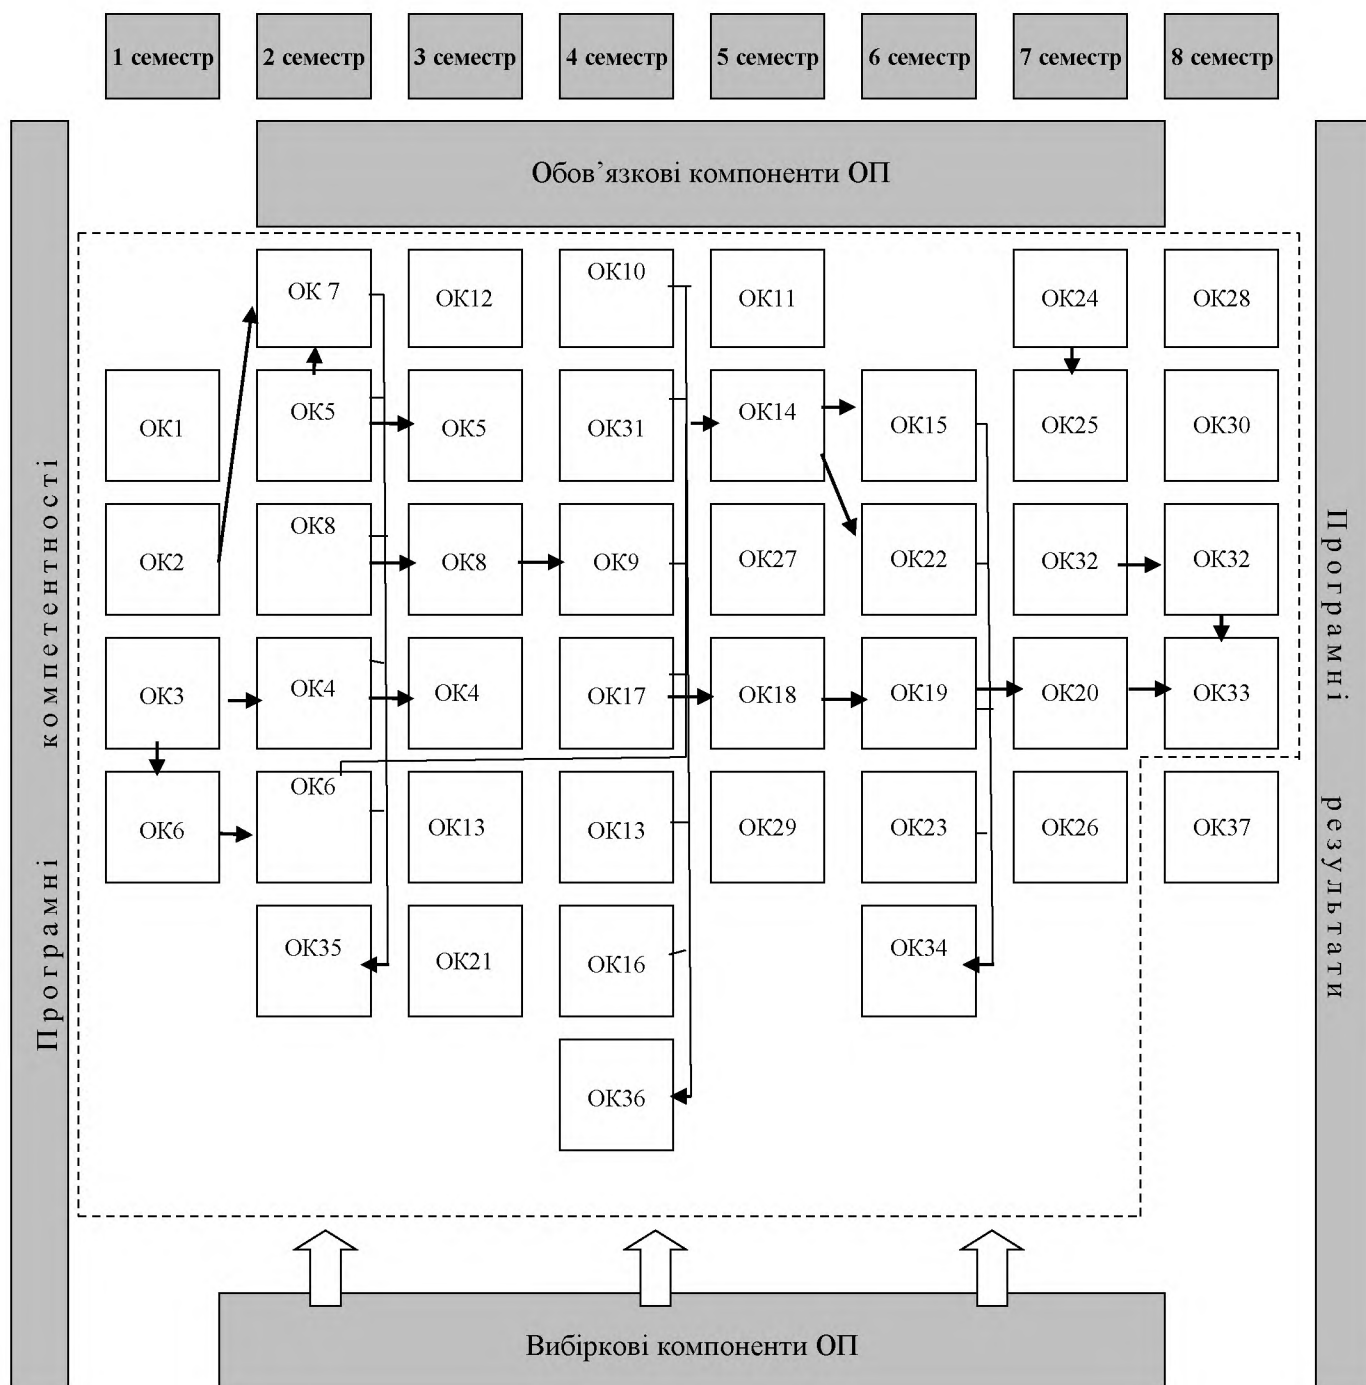 1 семестр
2 семестр
3 семестр
4 семестр
5 семестр
6 семестр
7 семестр
8 семестр
Обов’язкові компоненти ОП
Програмні компетентності
Програмні результати
ОК 7
ОК12
ОК10
ОК11
ОК24
ОК28
ОК1
ОК5
ОК5
ОК31
ОК14
ОК15
ОК25
ОК30
ОК2
ОК8
ОК8
ОК9
ОК27
ОК22
ОК32
ОК32
ОК3
ОК4
ОК4
ОК17
ОК18
ОК19
ОК20
ОК33
ОК6
ОК6
ОК13
ОК13
ОК29
ОК23
ОК26
ОК37
ОК35
ОК21
ОК16
ОК34
ОК36
Вибіркові компоненти ОП